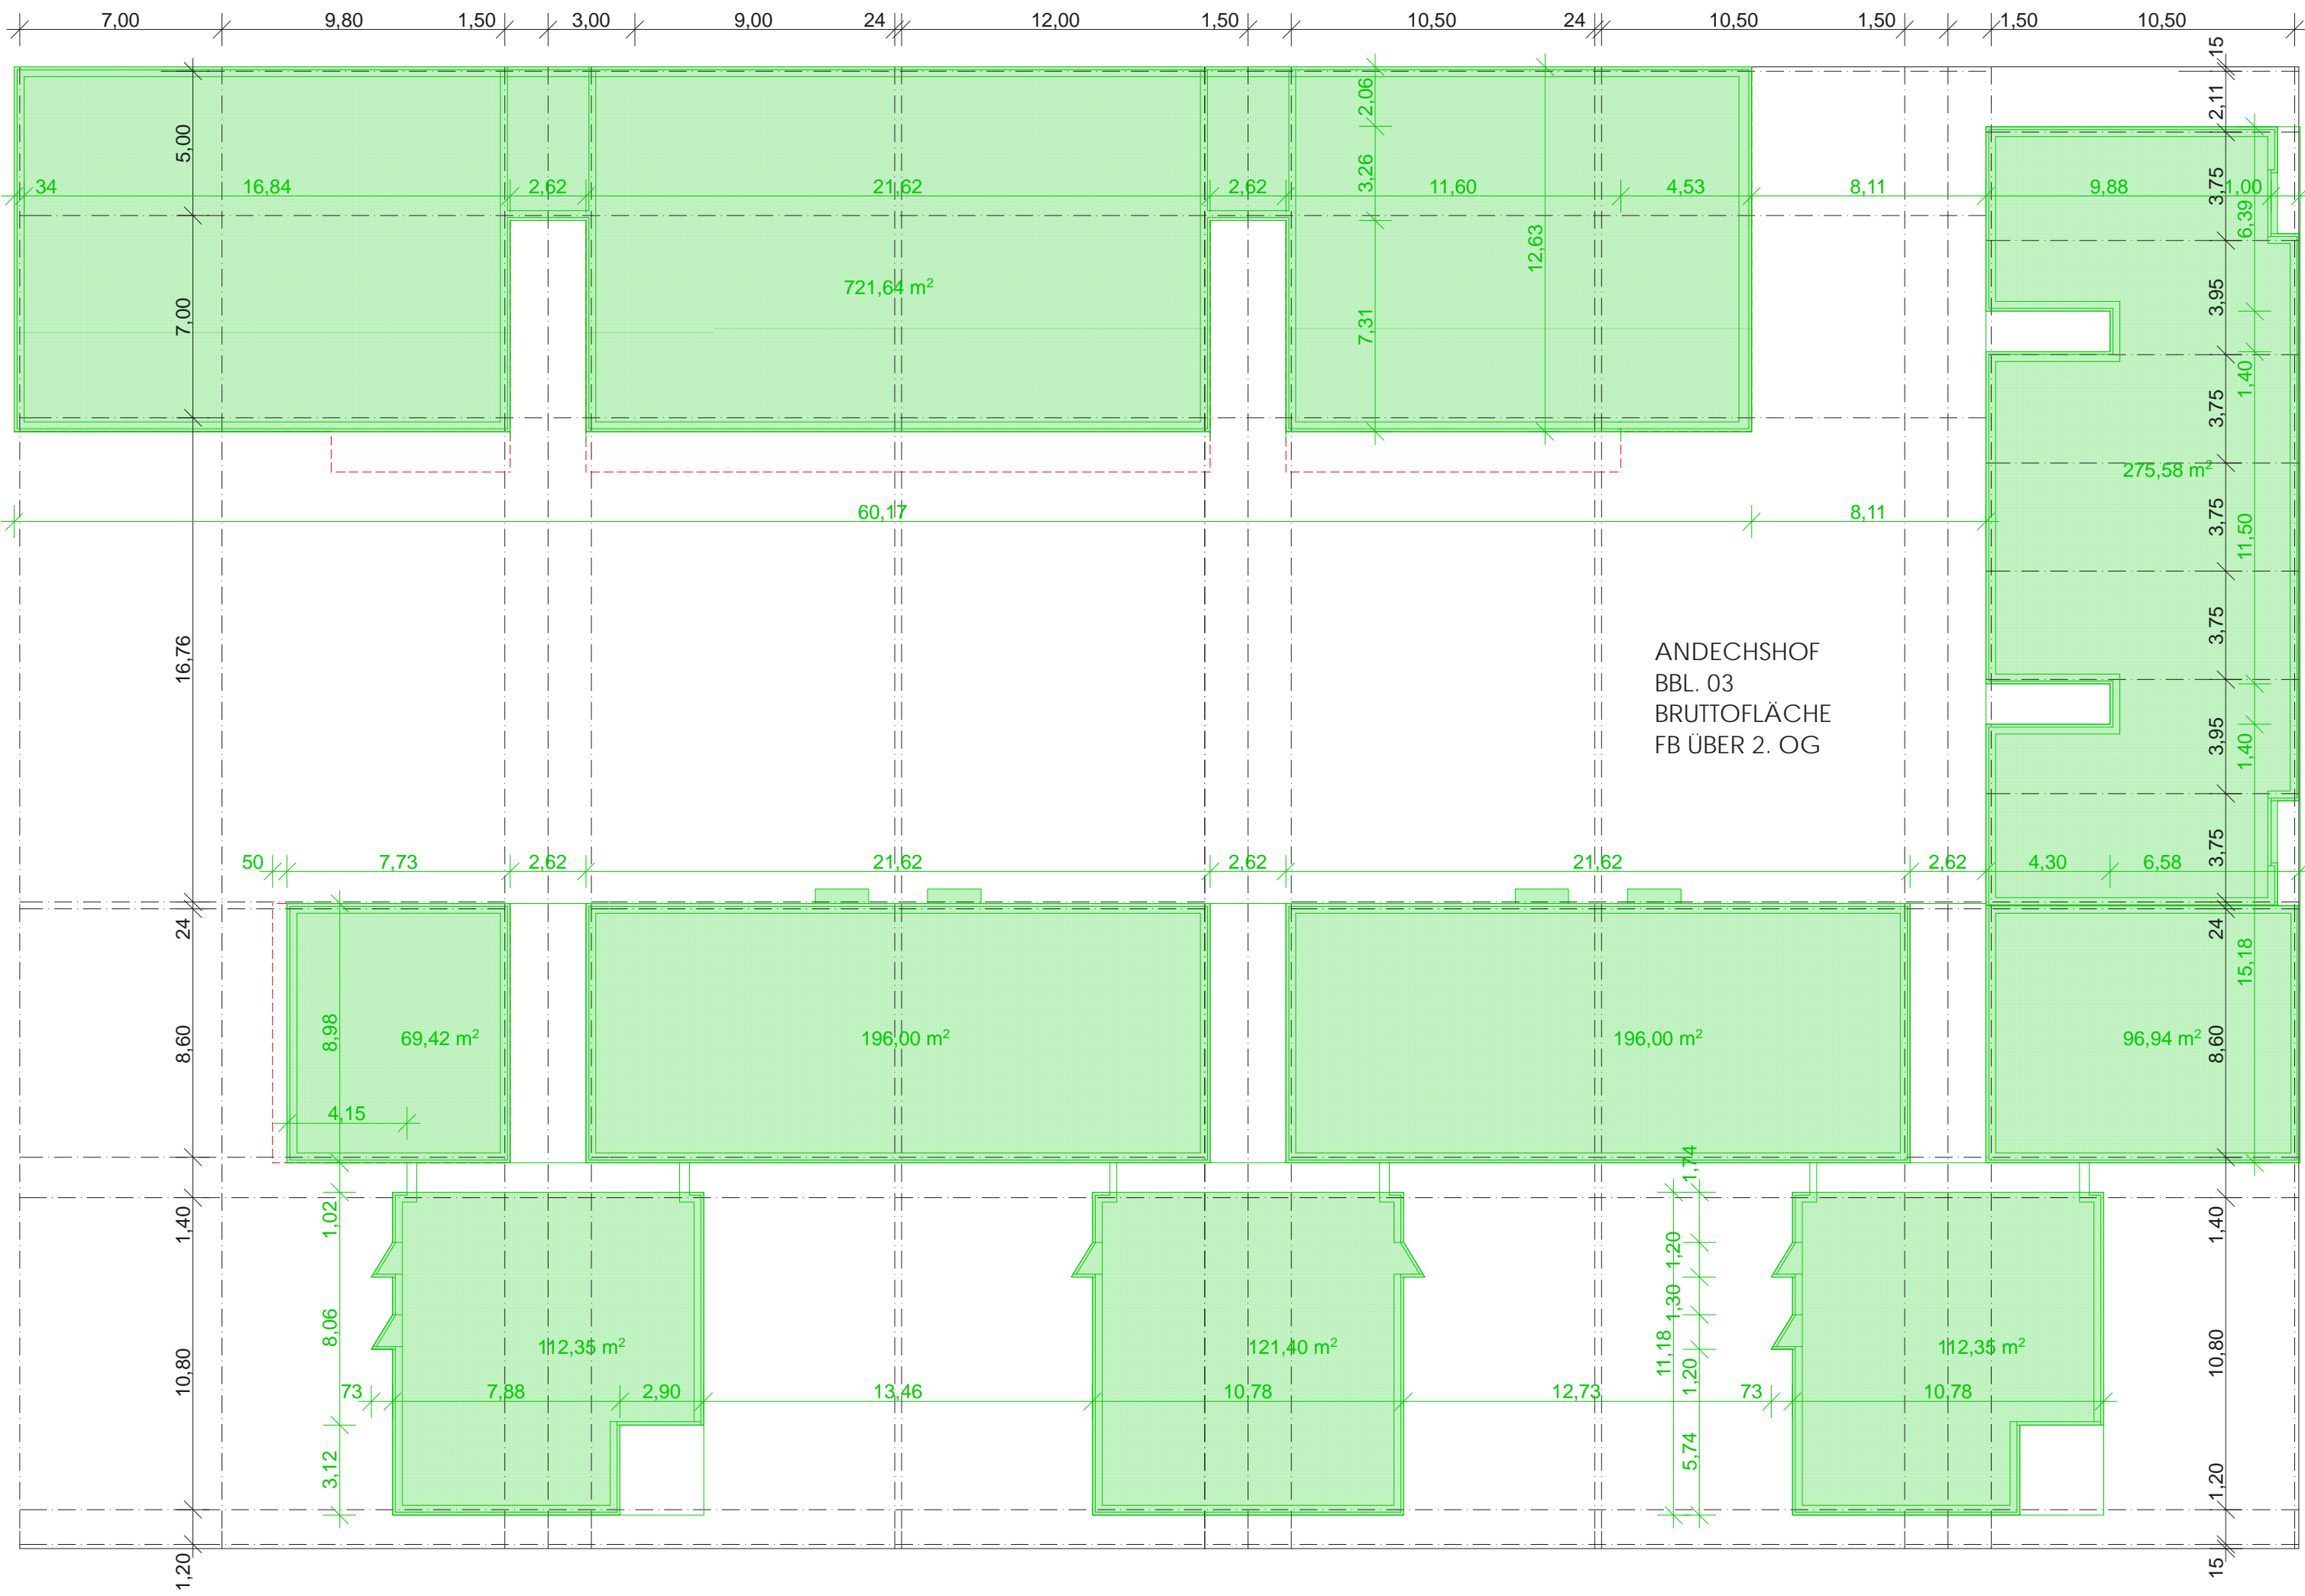 7,00 9,80 1,50 3,00 9,00 24 12,00 1,50 10,50 24 10,50 1,50 1,50 10,50
15
2,11
5,00
2,06
3,26
12,63
3,75
6,39
34 16,84 2,62 21,62 2,62 11,60 4,53 8,11 9,88 1,00
7,00
721,64 m²
7,31
3,95
1,40
3,75
275,58 m²
60,17 8,11
3,75
11,50
16,76
3,75
ANDECHSHOF
BBL. 03
BRUTTOFLÄCHE
FB ÜBER 2. OG
3,95
1,40
3,75
50 7,73 2,62 21,62 2,62 21,62 2,62 4,30 6,58
24
24
15,18
8,60
8,98
69,42 m²
196,00 m²
196,00 m²
96,94 m²
8,60
4,15
1,74
1,40
1,02
1,20
1,40
8,06
1,30
10,80
112,35 m²
121,40 m²
11,18
1,20
112,35 m²
10,80
73 7,88 2,90 13,46 10,78 12,73 73 10,78
3,12
5,74
1,20
1,20
15